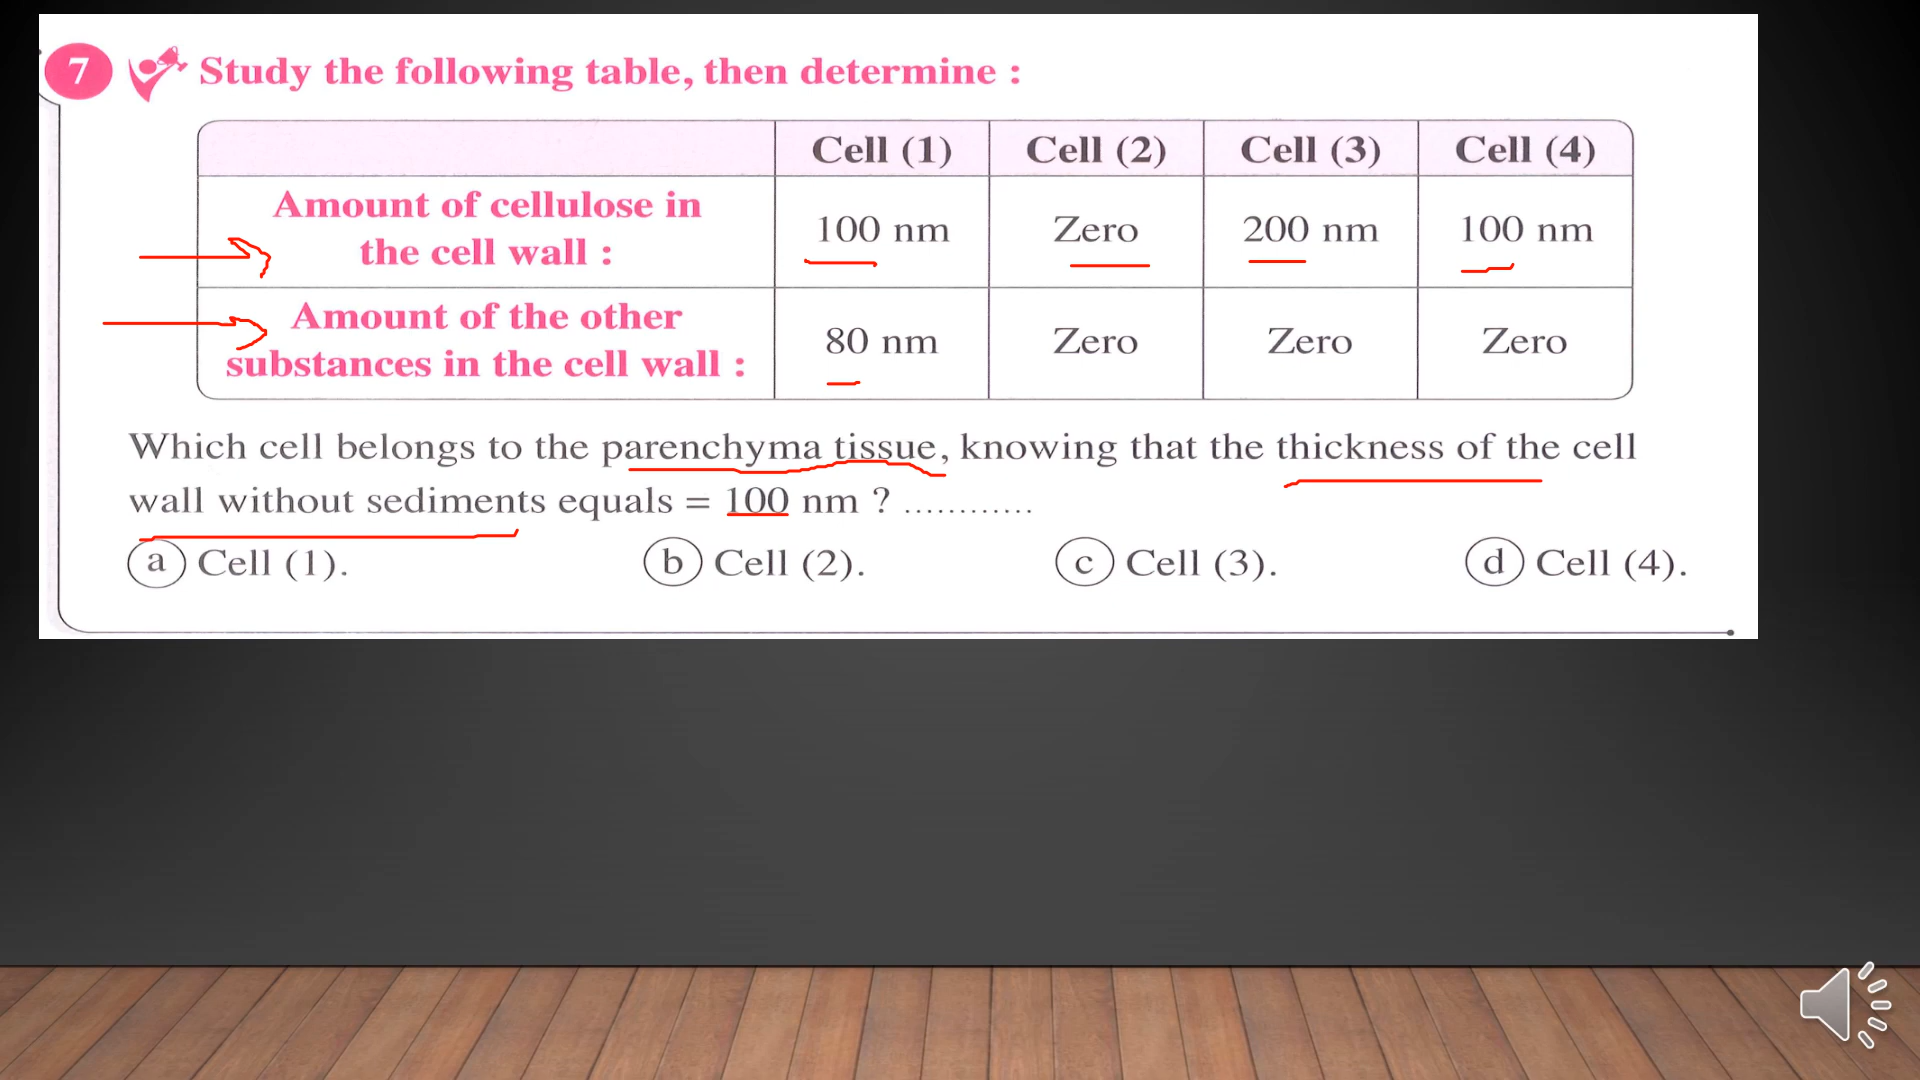 7 Study the following table, then determine :
Cell (1) Cell (2) Cell (3) Cell (4)
Amount of cellulose in
the cell wall : 100 nm Zero 200 nm 100 nm
Amount of the other
substances in the cell wall : 80 nm Zero Zero Zero
Which cell belongs to the parenchyma tissue, knowing that the thickness of the cell
wall without sediments equals = 100 nm ? ............
a Cell (1). b Cell (2). c Cell (3). d Cell (4).